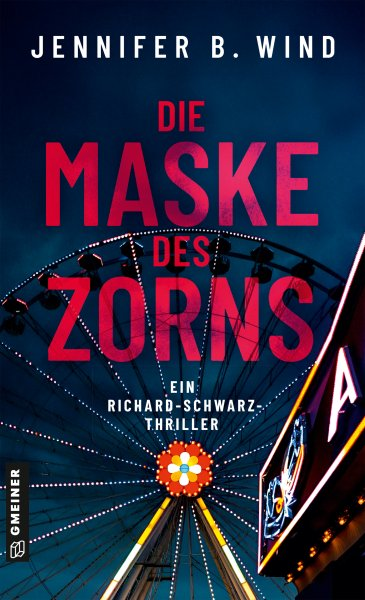 JENNIFER B. WIND
DIE
MASKE
DES
ZORNS
EIN
RICHARD-SCHWARZ-
THRILLER
A
GMEINER